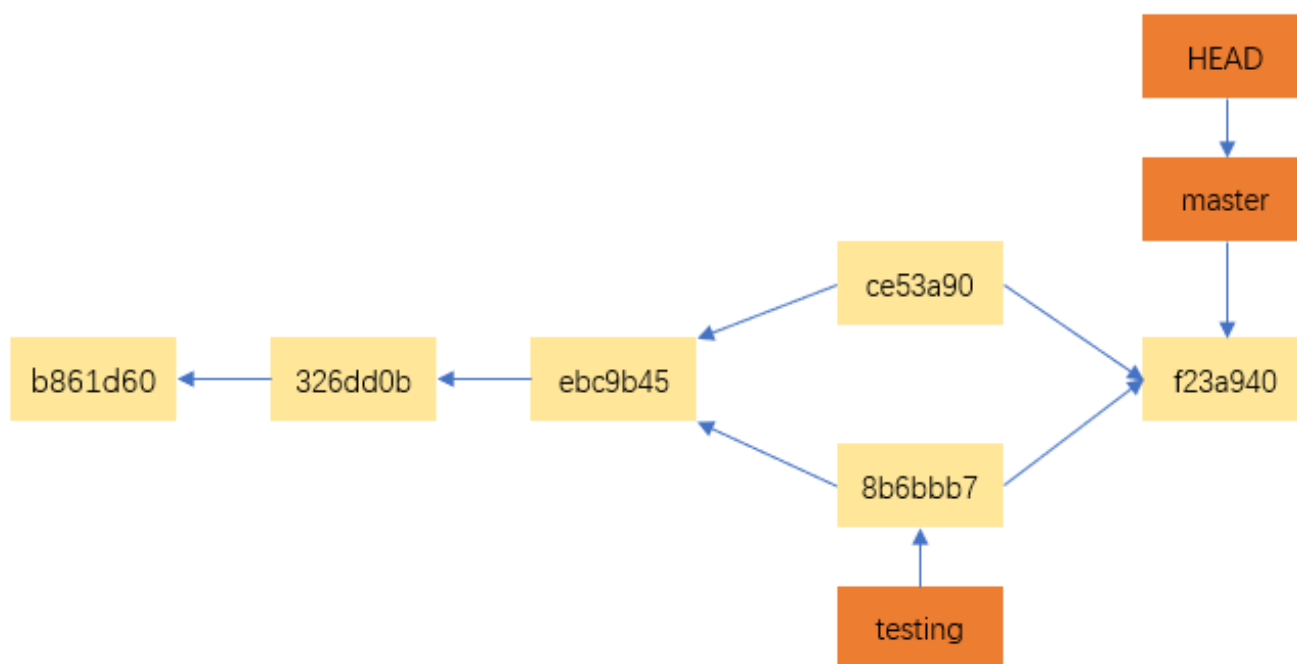 HEAD
master
ce53a90
b861d60
326dd0b
ebc9b45
f23a940
8b6bbb7
testing